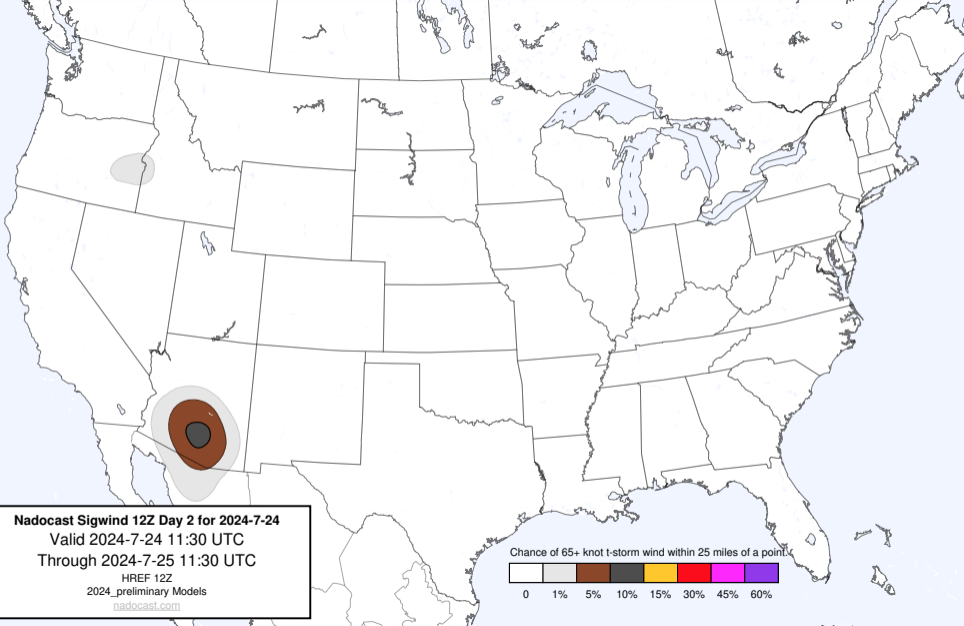 Nadocast Sigwind 12Z Day 2 for 2024-7-24
Valid 2024-7-24 11:30 UTC
Through 2024-7-25 11:30 UTC
HREF 12Z
2024_preliminary Models
nadocast.com
Chance of 65+ knot t-storm wind within 25 miles of a point.
0 1% 5% 10% 15% 30% 45% 60%